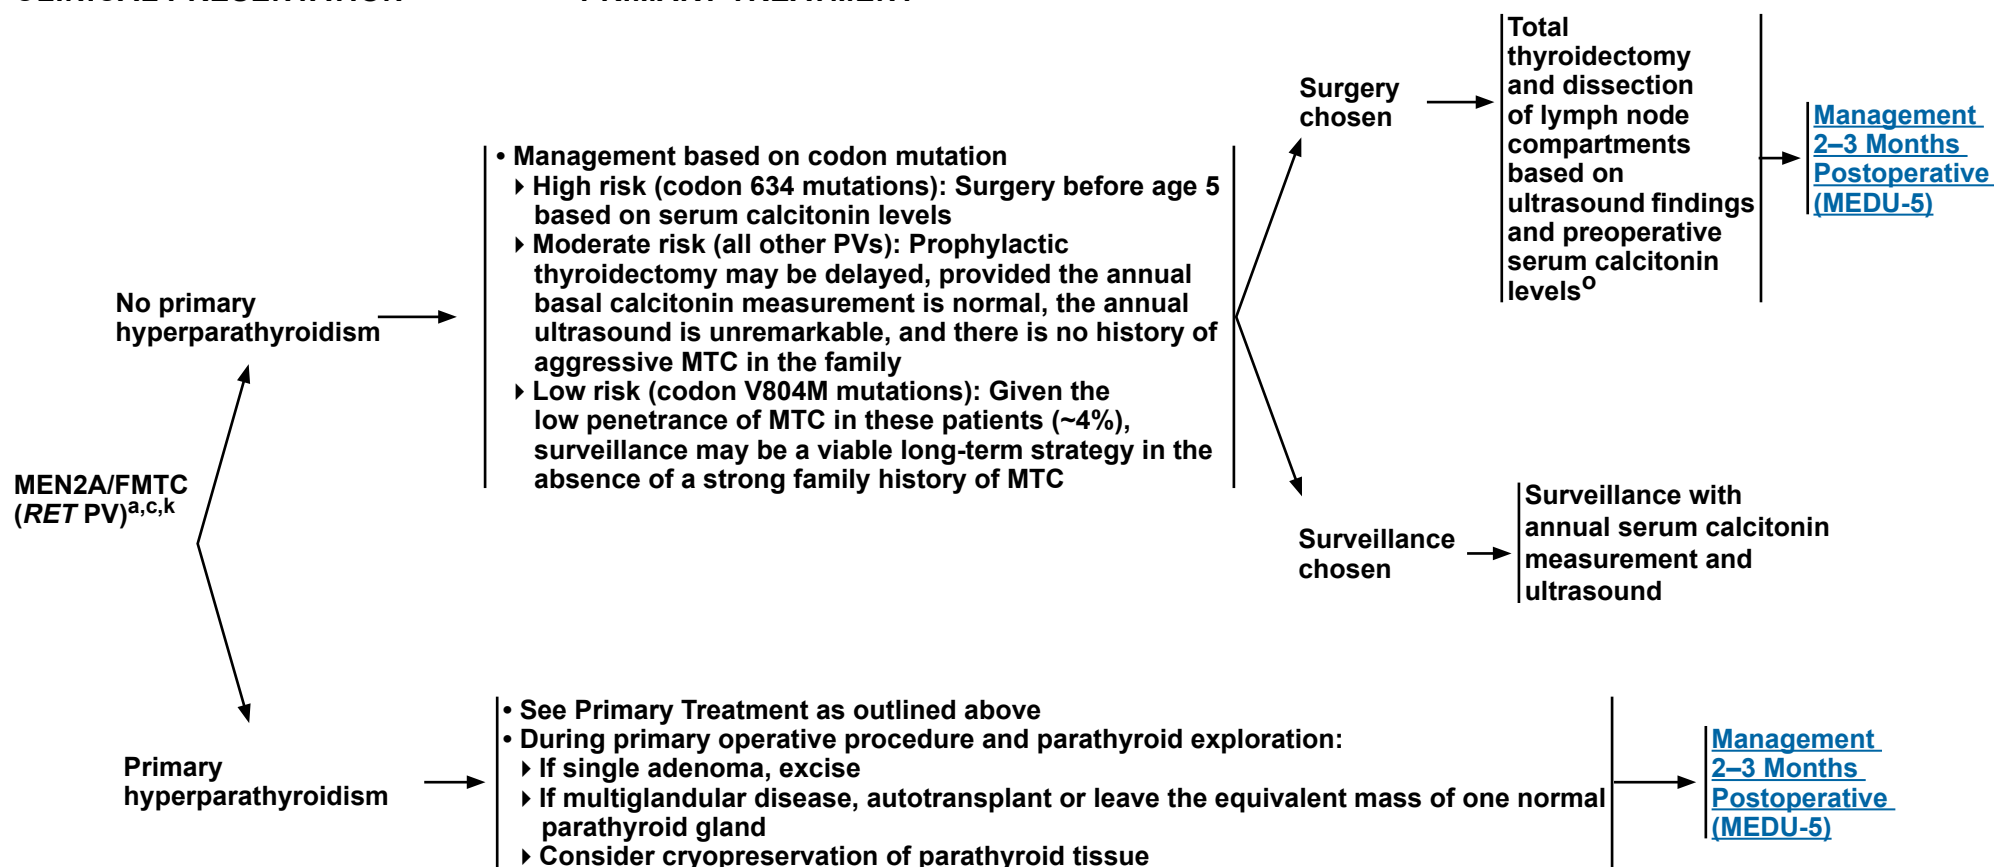 Total
thyroidectomy
and dissection
of lymph node
compartments
based on
ultrasound findings
and preoperative
serum calcitonin
levelso
Surgery
chosen
Management
2–3 Months
Postoperative
(MEDU-5)
• Management based on codon mutation
High risk (codon 634 mutations): Surgery before age 5
based on serum calcitonin levels
Moderate risk (all other PVs): Prophylactic
thyroidectomy may be delayed, provided the annual
basal calcitonin measurement is normal, the annual
ultrasound is unremarkable, and there is no history of
aggressive MTC in the family
Low risk (codon V804M mutations): Given the
low penetrance of MTC in these patients (~4%),
surveillance may be a viable long-term strategy in the
absence of a strong family history of MTC
No primary
hyperparathyroidism
MEN2A/FMTC
(RET PV)a,c,k
Surveillance
chosen
Surveillance with
annual serum calcitonin
measurement and
ultrasound
Primary
hyperparathyroidism
• See Primary Treatment as outlined above
• During primary operative procedure and parathyroid exploration:
If single adenoma, excise
If multiglandular disease, autotransplant or leave the equivalent mass of one normal
parathyroid gland
Consider cryopreservation of parathyroid tissue
Management
2–3 Months
Postoperative
(MEDU-5)